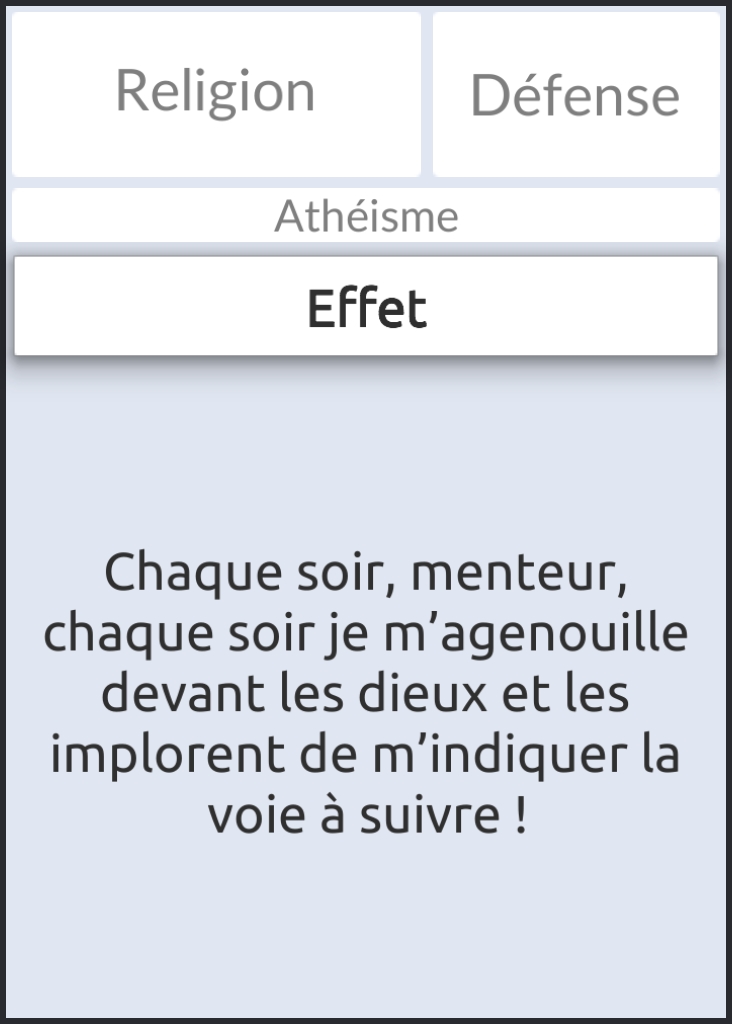 Religion
Défense
Athéisme
Effet
Chaque soir, menteur,
chaque soir je m’agenouille
devant les dieux et les
implorent de m’indiquer la
voie à suivre !